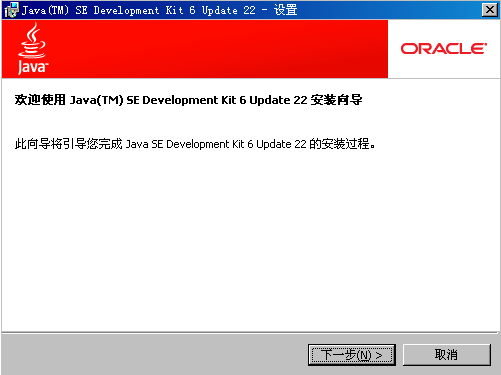 Java(TM) SE Development Kit 6 Update 22 - 设置
Java™
ORACLE®
欢迎使用 Java(TM) SE Development Kit 6 Update 22 安装向导
此向导将引导您完成 Java SE Development Kit 6 Update 22 的安装过程。
下一步(N) >
取消